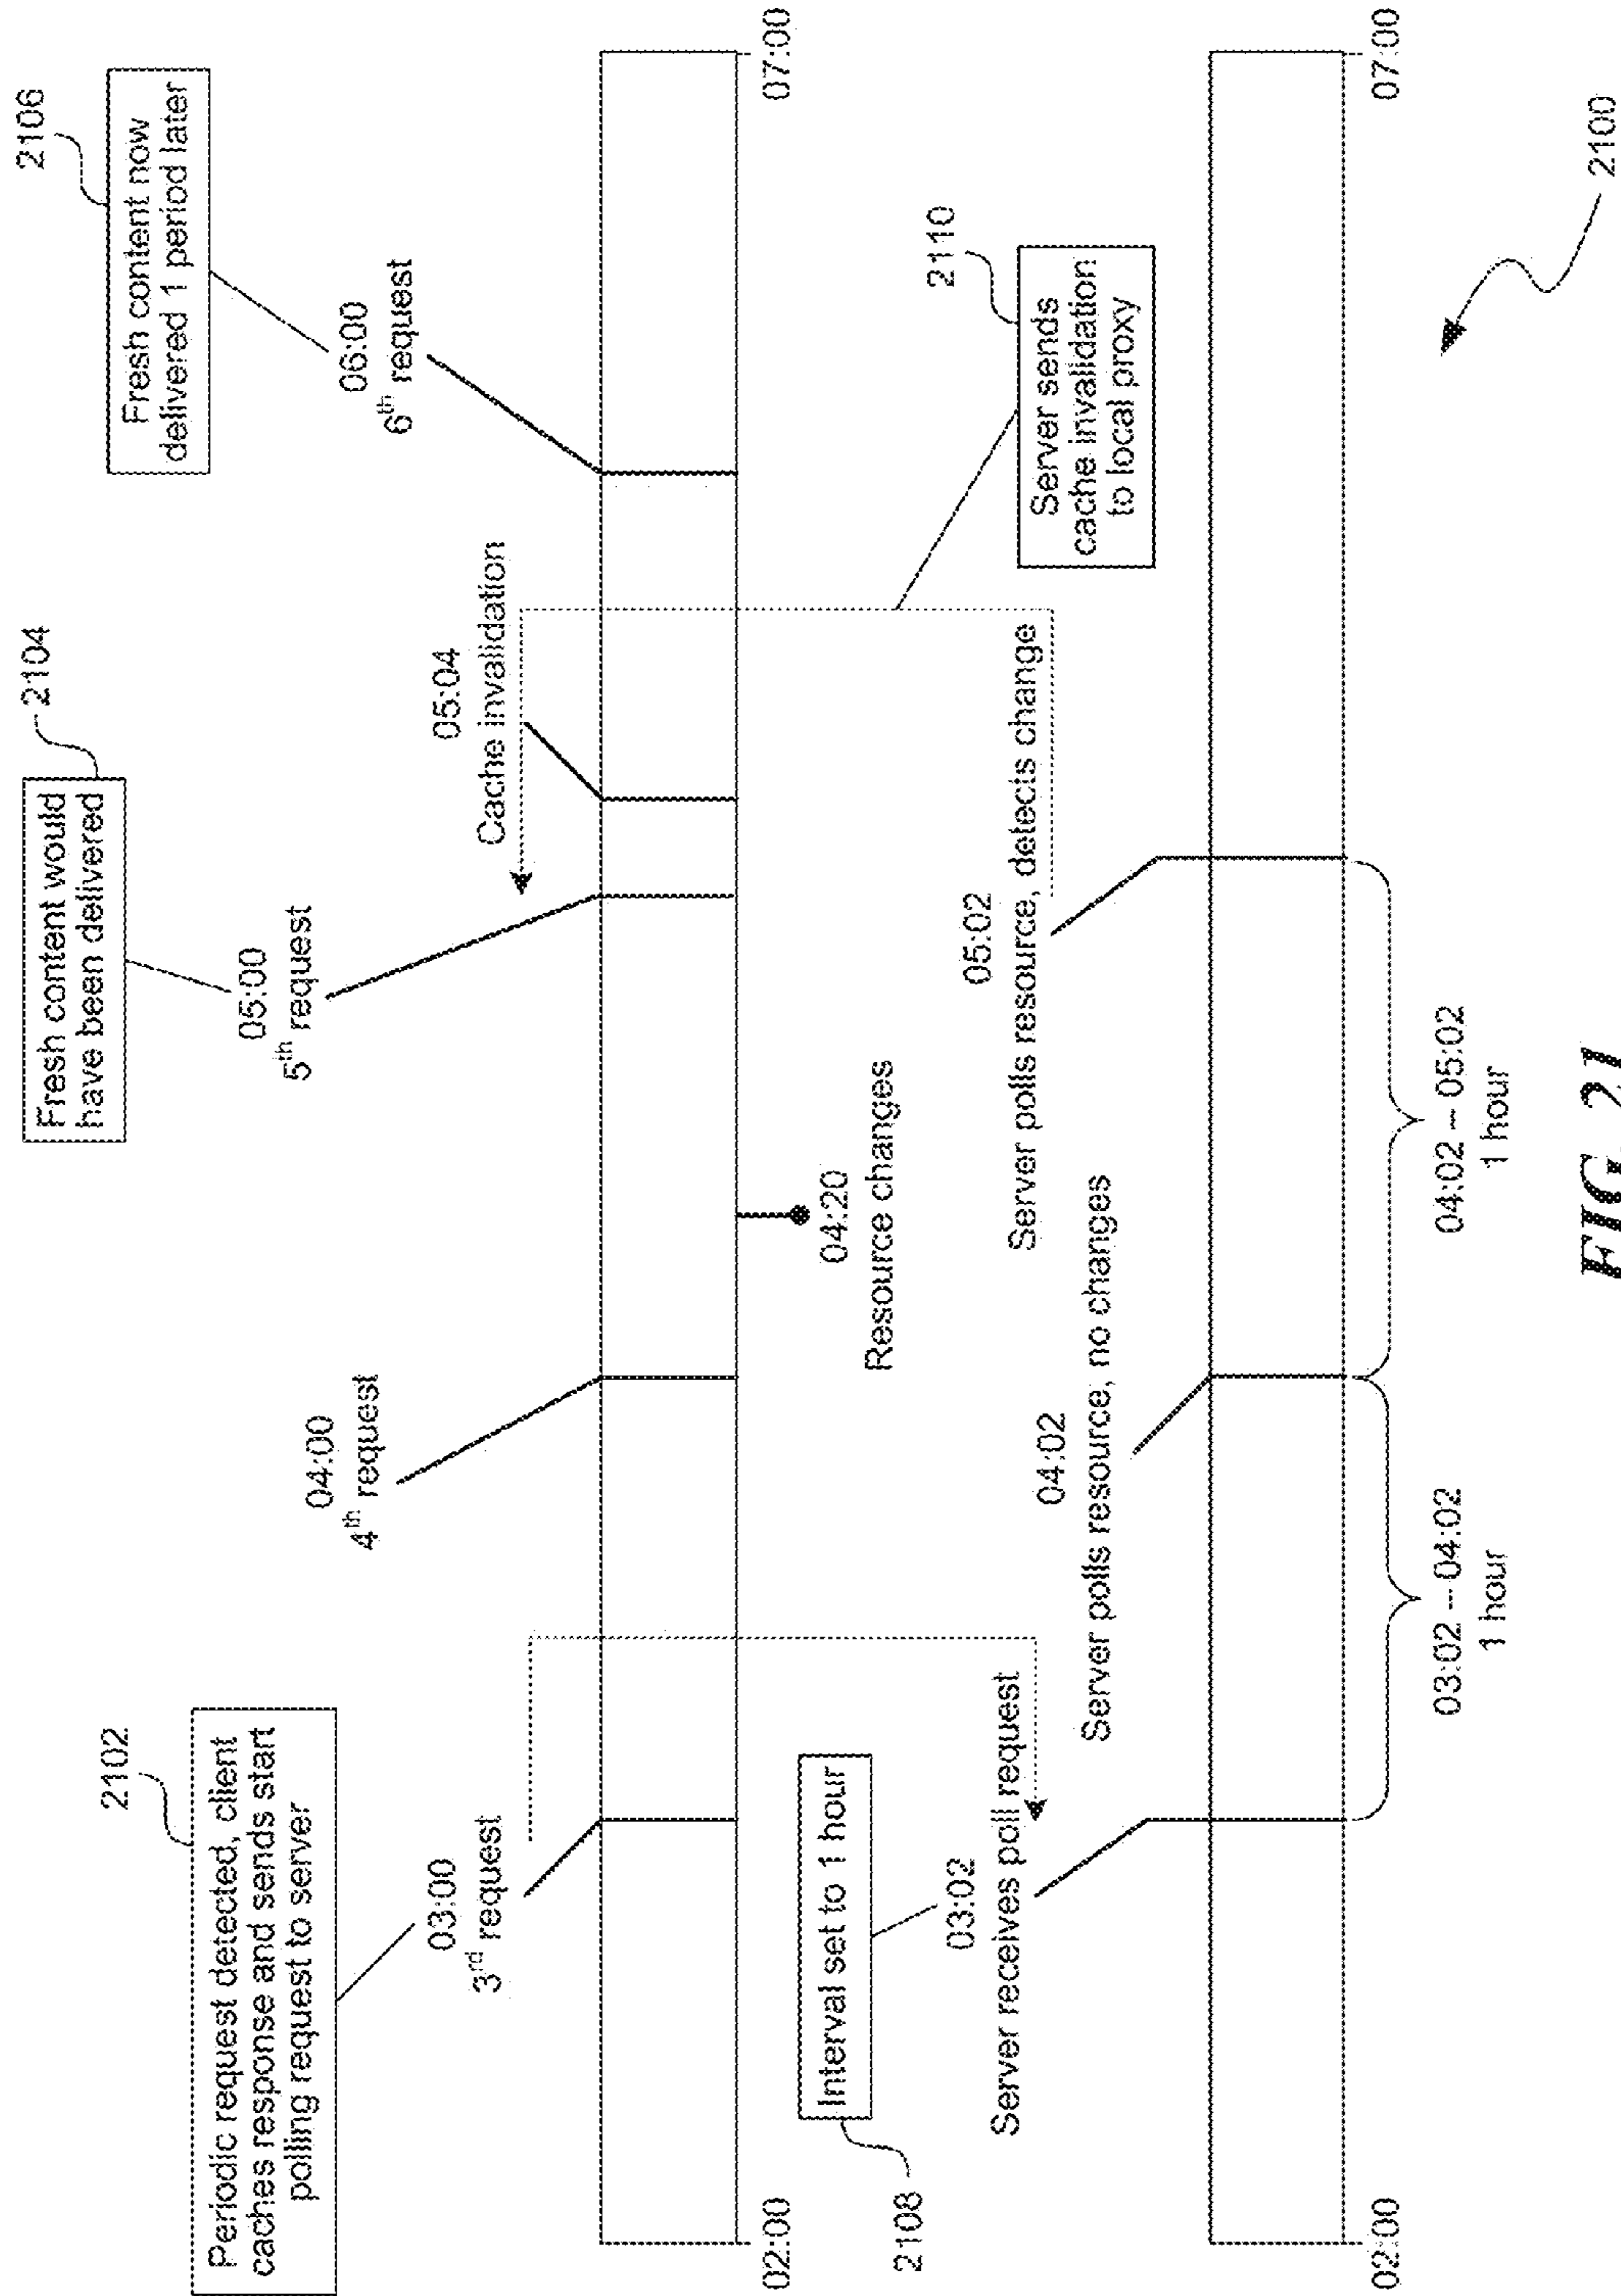 2102
Periodic request detected, client
caches response and sends start
polling request to server
03:00
3rd request
04:00
4th request
2104
Fresh content would
have been delivered
05:00
5th request
05:04
Cache invalidation
2106
Fresh content now
delivered 1 period later
06:00
6th request
02:00
07:00
04:20
Resource changes
2108
Interval set to 1 hour
03:02
Server receives poll request
04:02
Server polls resource, no changes
05:02
Server polls resource, detects change
2110
Server sends
cache invalidation
to local proxy
02:00
07:00
03:02 – 04:02
1 hour
04:02 – 05:02
1 hour
2100
FIG. 21